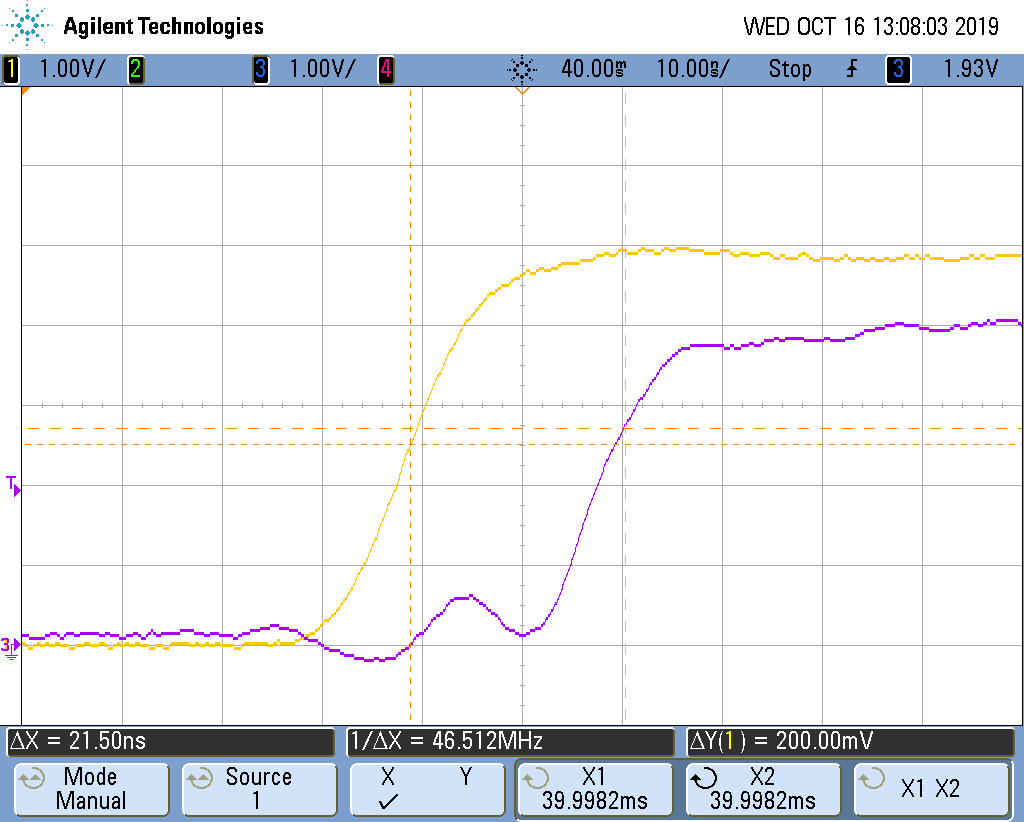 Agilent Technologies WED OCT 16 13:08:03 2019
1 1.00V/ 2 3 1.00V/ 4 40.00ms 10.00ns/ Stop 3 1.93V
T
3
ΔX = 21.50ns 1/ΔX = 46.512MHz ΔY(1) = 200.00mV
Mode Source X Y X1 X2 X1 X2
Manual 1 39.9982ms 39.9982ms